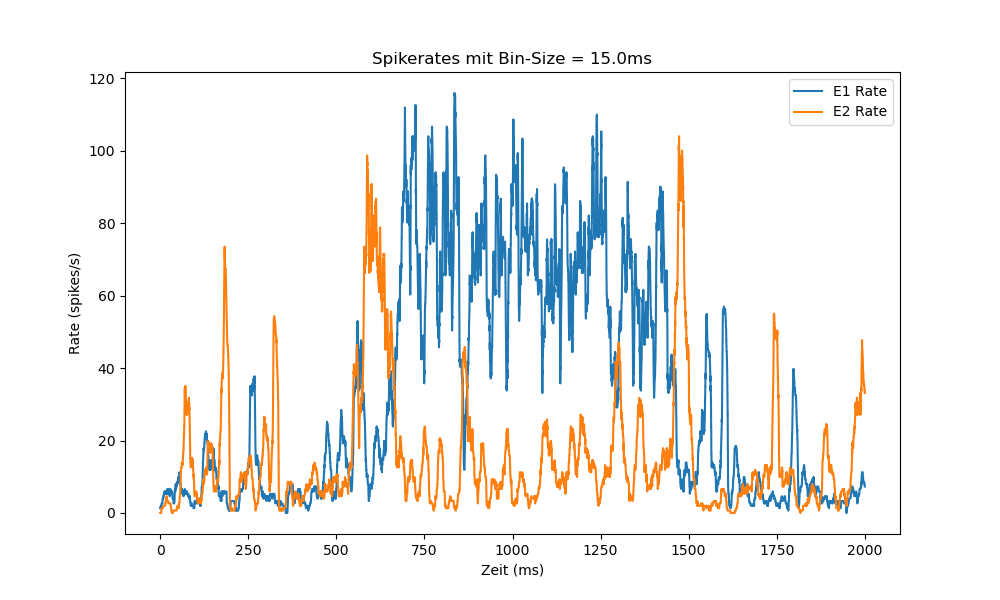 Spikerates mit Bin-Size = 15.0ms
120
100
80
60
40
20
0
Rate (spikes/s)
E1 Rate
E2 Rate
0 250 500 750 1000 1250 1500 1750 2000
Zeit (ms)